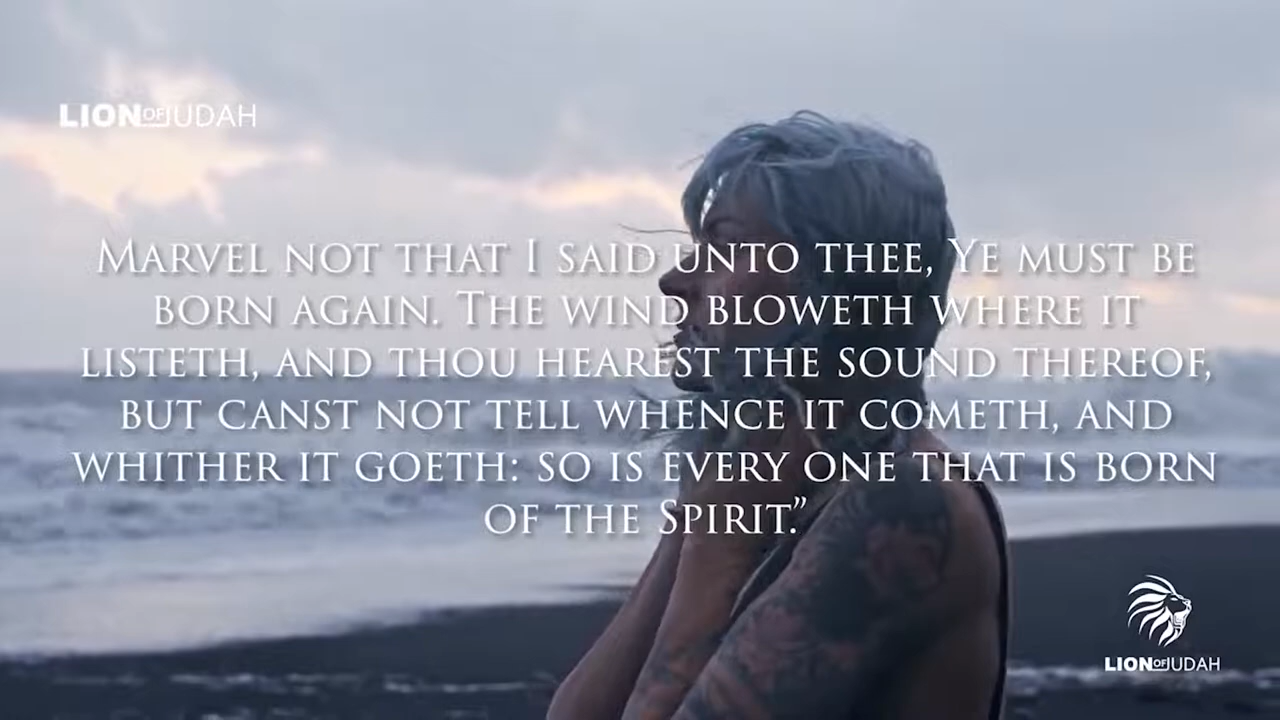 LION OF JUDAH
Marvel not that I said unto thee, Ye must be
born again. The wind bloweth where it
listeth, and thou hearest the sound thereof,
but canst not tell whence it cometh, and
whither it goeth: so is every one that is born
of the Spirit.”
LION OF JUDAH